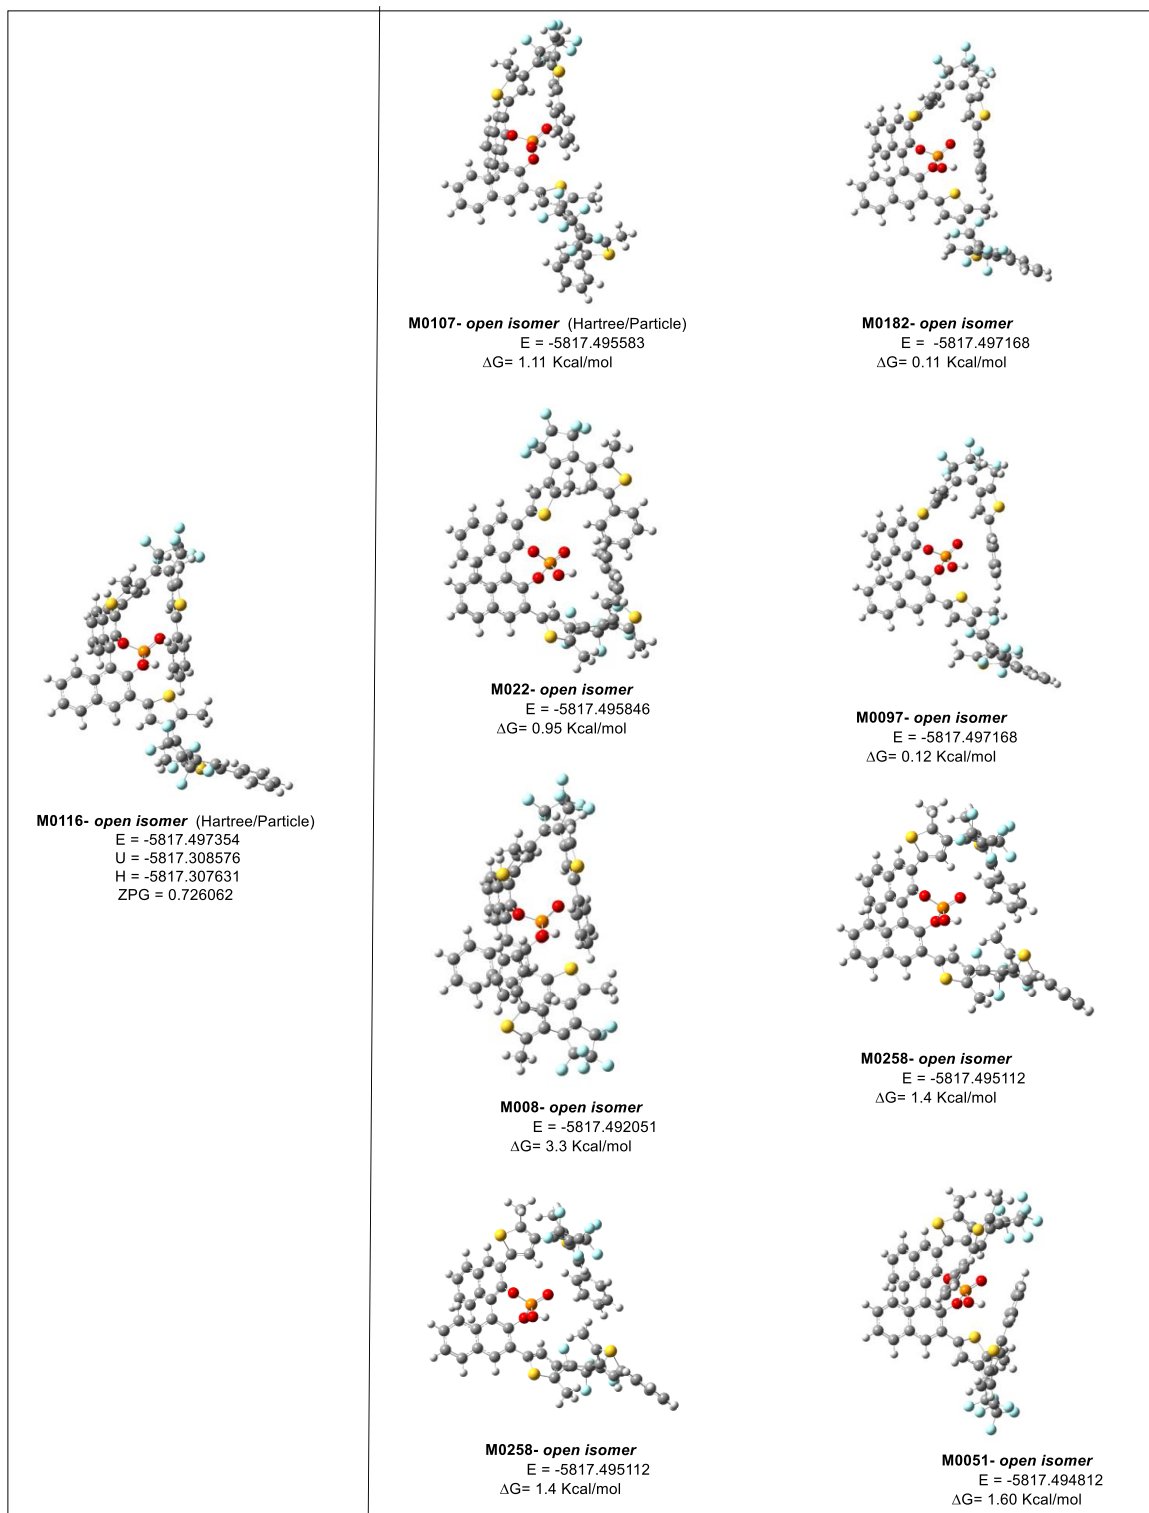 M0116- open isomer (Hartree/Particle)
E = -5817.497354
U = -5817.308576
H = -5817.307631
ZPG = 0.726062
M0107- open isomer (Hartree/Particle)
E = -5817.495583
ΔG= 1.11 Kcal/mol
M0182- open isomer
E = -5817.497168
ΔG= 0.11 Kcal/mol
M022- open isomer
E = -5817.495846
ΔG= 0.95 Kcal/mol
M0097- open isomer
E = -5817.497168
ΔG= 0.12 Kcal/mol
M008- open isomer
E = -5817.492051
ΔG= 3.3 Kcal/mol
M0258- open isomer
E = -5817.495112
ΔG= 1.4 Kcal/mol
M0258- open isomer
E = -5817.495112
ΔG= 1.4 Kcal/mol
M0051- open isomer
E = -5817.494812
ΔG= 1.60 Kcal/mol